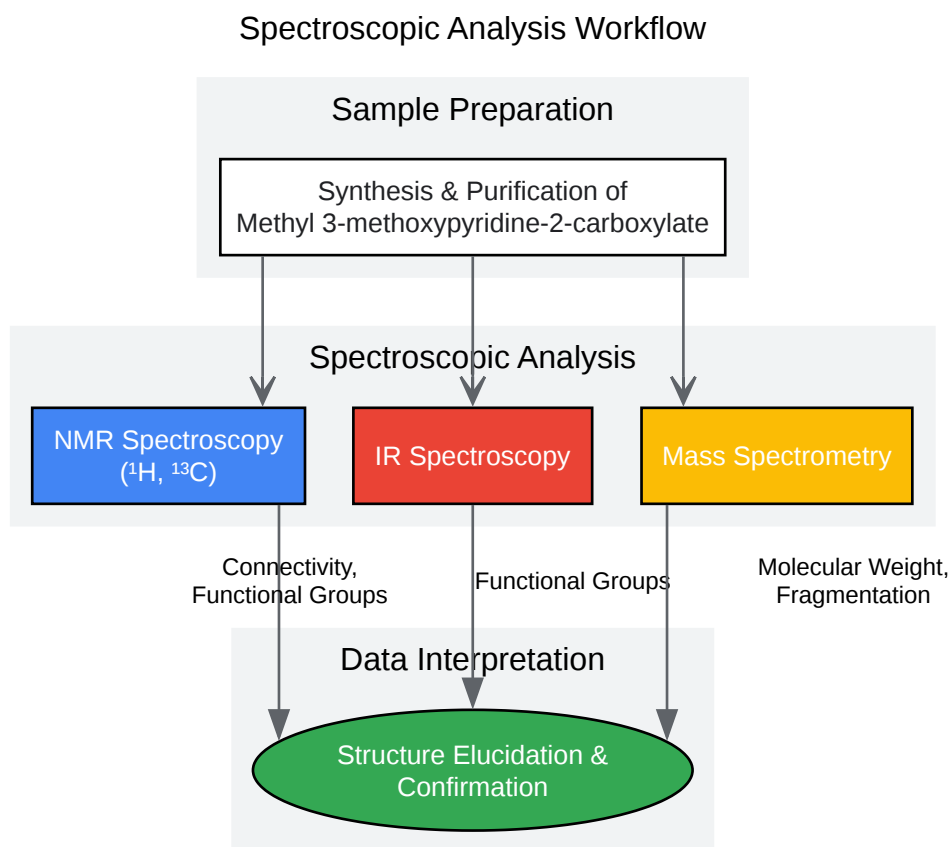 Spectroscopic Analysis Workflow
Sample Preparation
Synthesis & Purification of
Methyl 3-methoxypyridine-2-carboxylate
Spectroscopic Analysis
NMR Spectroscopy
(¹H, ¹³C)
IR Spectroscopy
Mass Spectrometry
Connectivity,
Functional Groups
Functional Groups
Molecular Weight,
Fragmentation
Data Interpretation
Structure Elucidation &
Confirmation